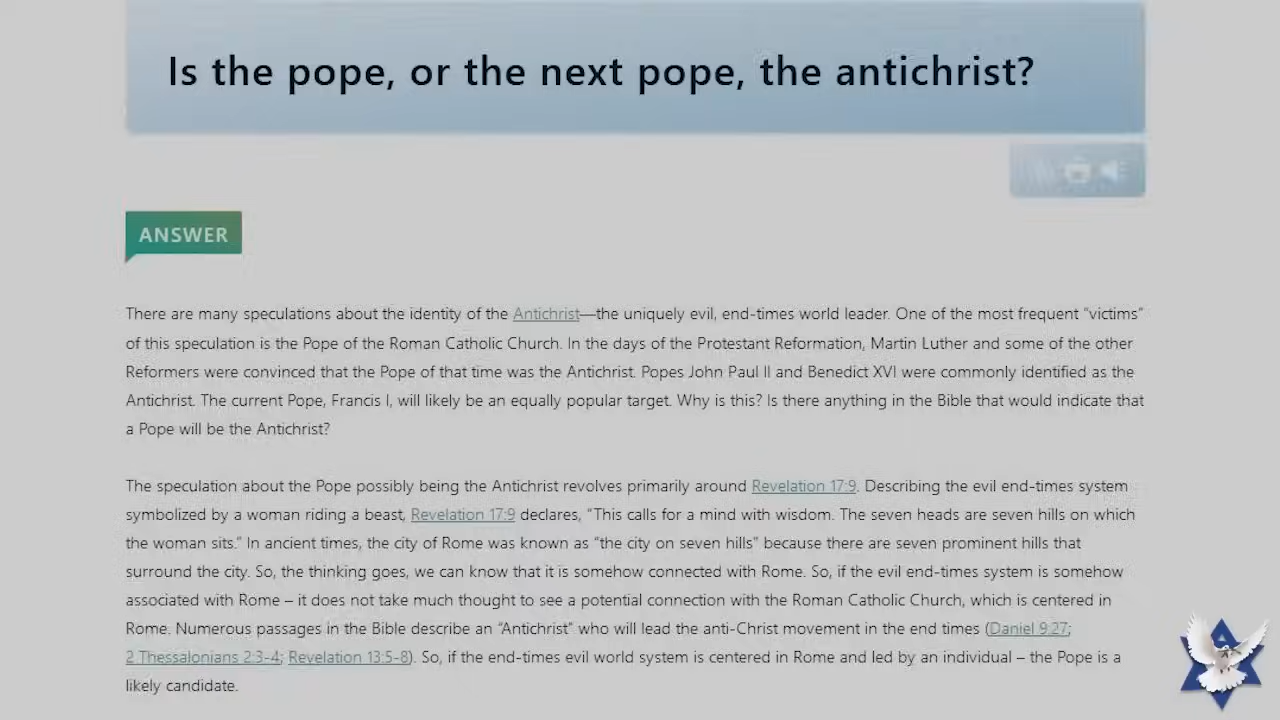 Is the pope, or the next pope, the antichrist?
ANSWER
There are many speculations about the identity of the Antichrist—the uniquely evil, end-times world leader. One of the most frequent “victims”
of this speculation is the Pope of the Roman Catholic Church. In the days of the Protestant Reformation, Martin Luther and some of the other
Reformers were convinced that the Pope of that time was the Antichrist. Popes John Paul II and Benedict XVI were commonly identified as the
Antichrist. The current Pope, Francis I, will likely be an equally popular target. Why is this? Is there anything in the Bible that would indicate that
a Pope will be the Antichrist?
The speculation about the Pope possibly being the Antichrist revolves primarily around Revelation 17:9. Describing the evil end-times system
symbolized by a woman riding a beast, Revelation 17:9 declares, “This calls for a mind with wisdom. The seven heads are seven hills on which
the woman sits.” In ancient times, the city of Rome was known as “the city on seven hills” because there are seven prominent hills that
surround the city. So, the thinking goes, we can know that it is somehow connected with Rome. So, if the evil end-times system is somehow
associated with Rome – it does not take much thought to see a potential connection with the Roman Catholic Church, which is centered in
Rome. Numerous passages in the Bible describe an “Antichrist” who will lead the anti-Christ movement in the end times (Daniel 9:27;
2 Thessalonians 2:3-4; Revelation 13:5-8). So, if the end-times evil world system is centered in Rome and led by an individual – the Pope is a
likely candidate.